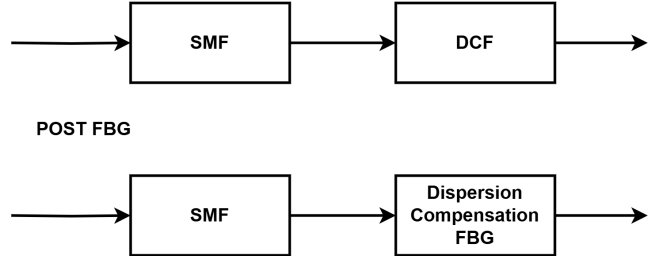 SMF
DCF
POST FBG
SMF
Dispersion
Compensation
FBG